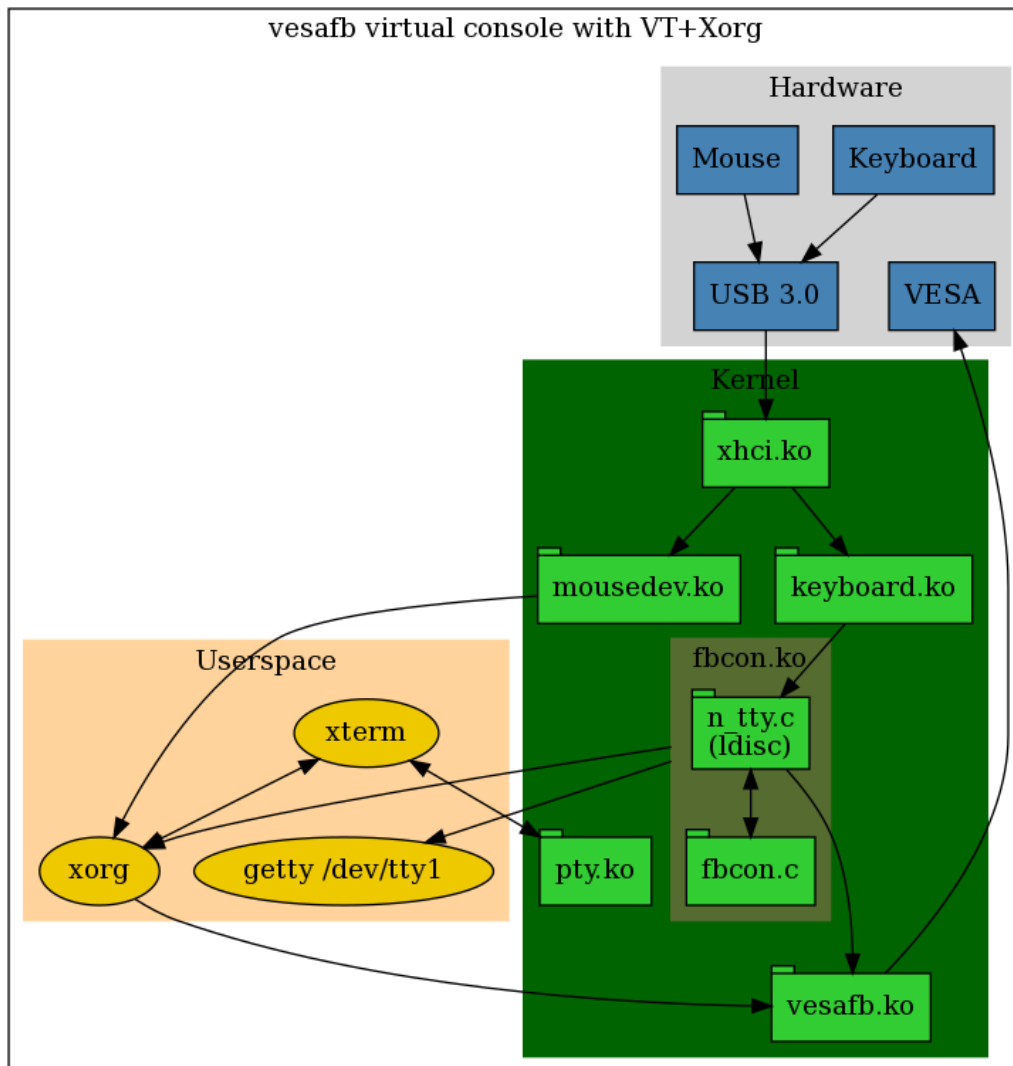 vesafb virtual console with VT+Xorg
Hardware
Mouse
Keyboard
USB 3.0
VESA
Kernel
xhci.ko
mousedev.ko
keyboard.ko
Userspace
fbcon.ko
xterm
n_tty.c
(ldisc)
xorg
getty /dev/tty1
pty.ko
fbcon.c
vesafb.ko